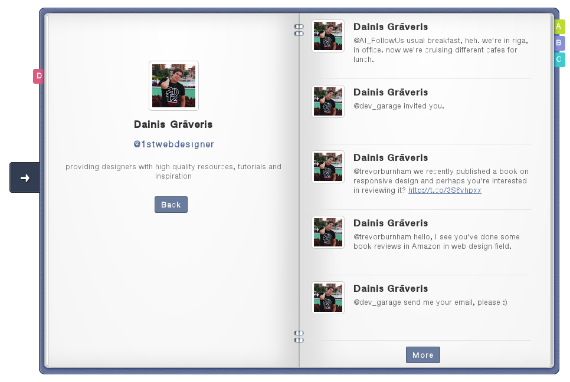 D
Dainis Grāveris
@1stwebdesigner
providing designers with high quality resources, tutorials and
inspiration
Back
Dainis Grāveris
@AI_FollowUs usual breakfast, heh. we're in riga,
in office. now we're cruising different cafes for
lunch.
Dainis Grāveris
@dev_garage invited you.
Dainis Grāveris
@trevorburnham we recently published a book on
responsive design and perhaps you're interested
in reviewing it?
Dainis Grāveris
@trevorburnham hello, I see you've done some
book reviews in Amazon in web design field.
Dainis Grāveris
@dev_garage send me your email, please :)
More
A
B
C